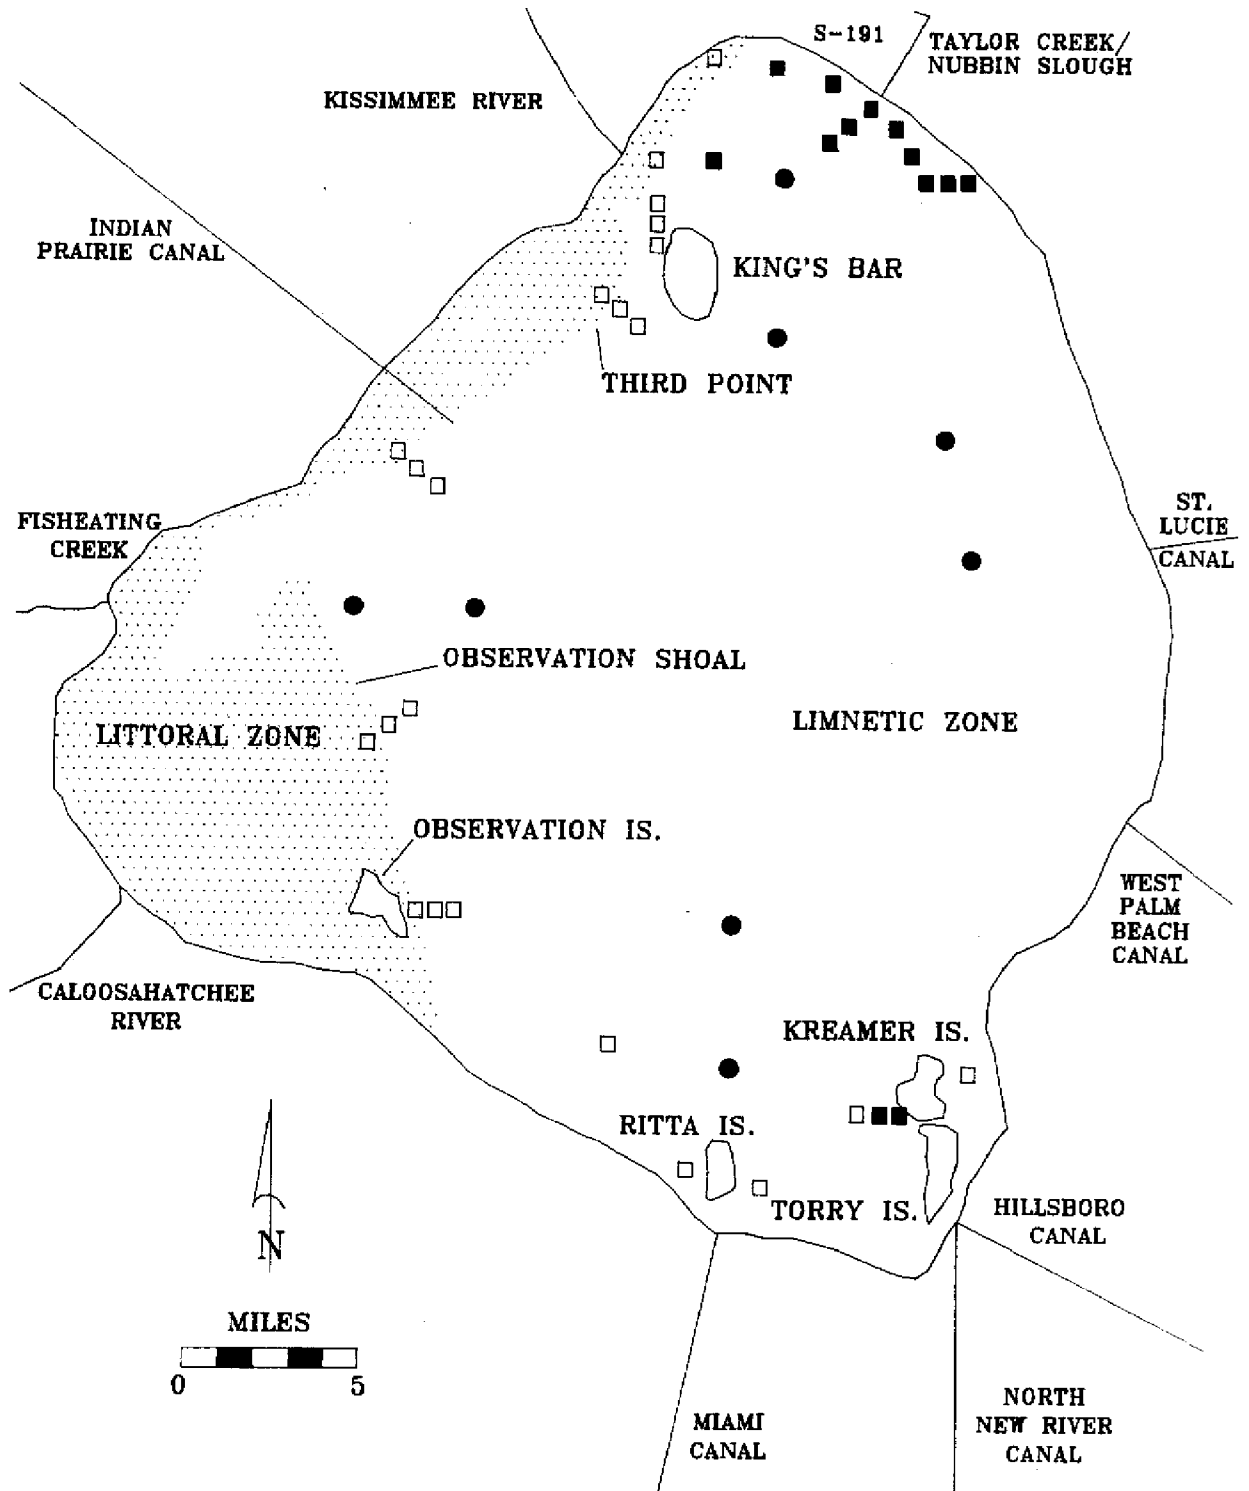 S-191
TAYLOR CREEK/
NUBBIN SLOUGH
KISSIMMEE RIVER
INDIAN
PRAIRIE CANAL
KING'S BAR
THIRD POINT
ST.
LUCIE
CANAL
FISHEATING
CREEK
OBSERVATION SHOAL
LITTORAL ZONE
LIMNETIC ZONE
OBSERVATION IS.
WEST
PALM
BEACH
CANAL
CALOOSAHATCHEE
RIVER
KREAMER IS.
RITTA IS.
TORRY IS.
HILLSBORO
CANAL
N
MILES
0 5
MIAMI
CANAL
NORTH
NEW RIVER
CANAL